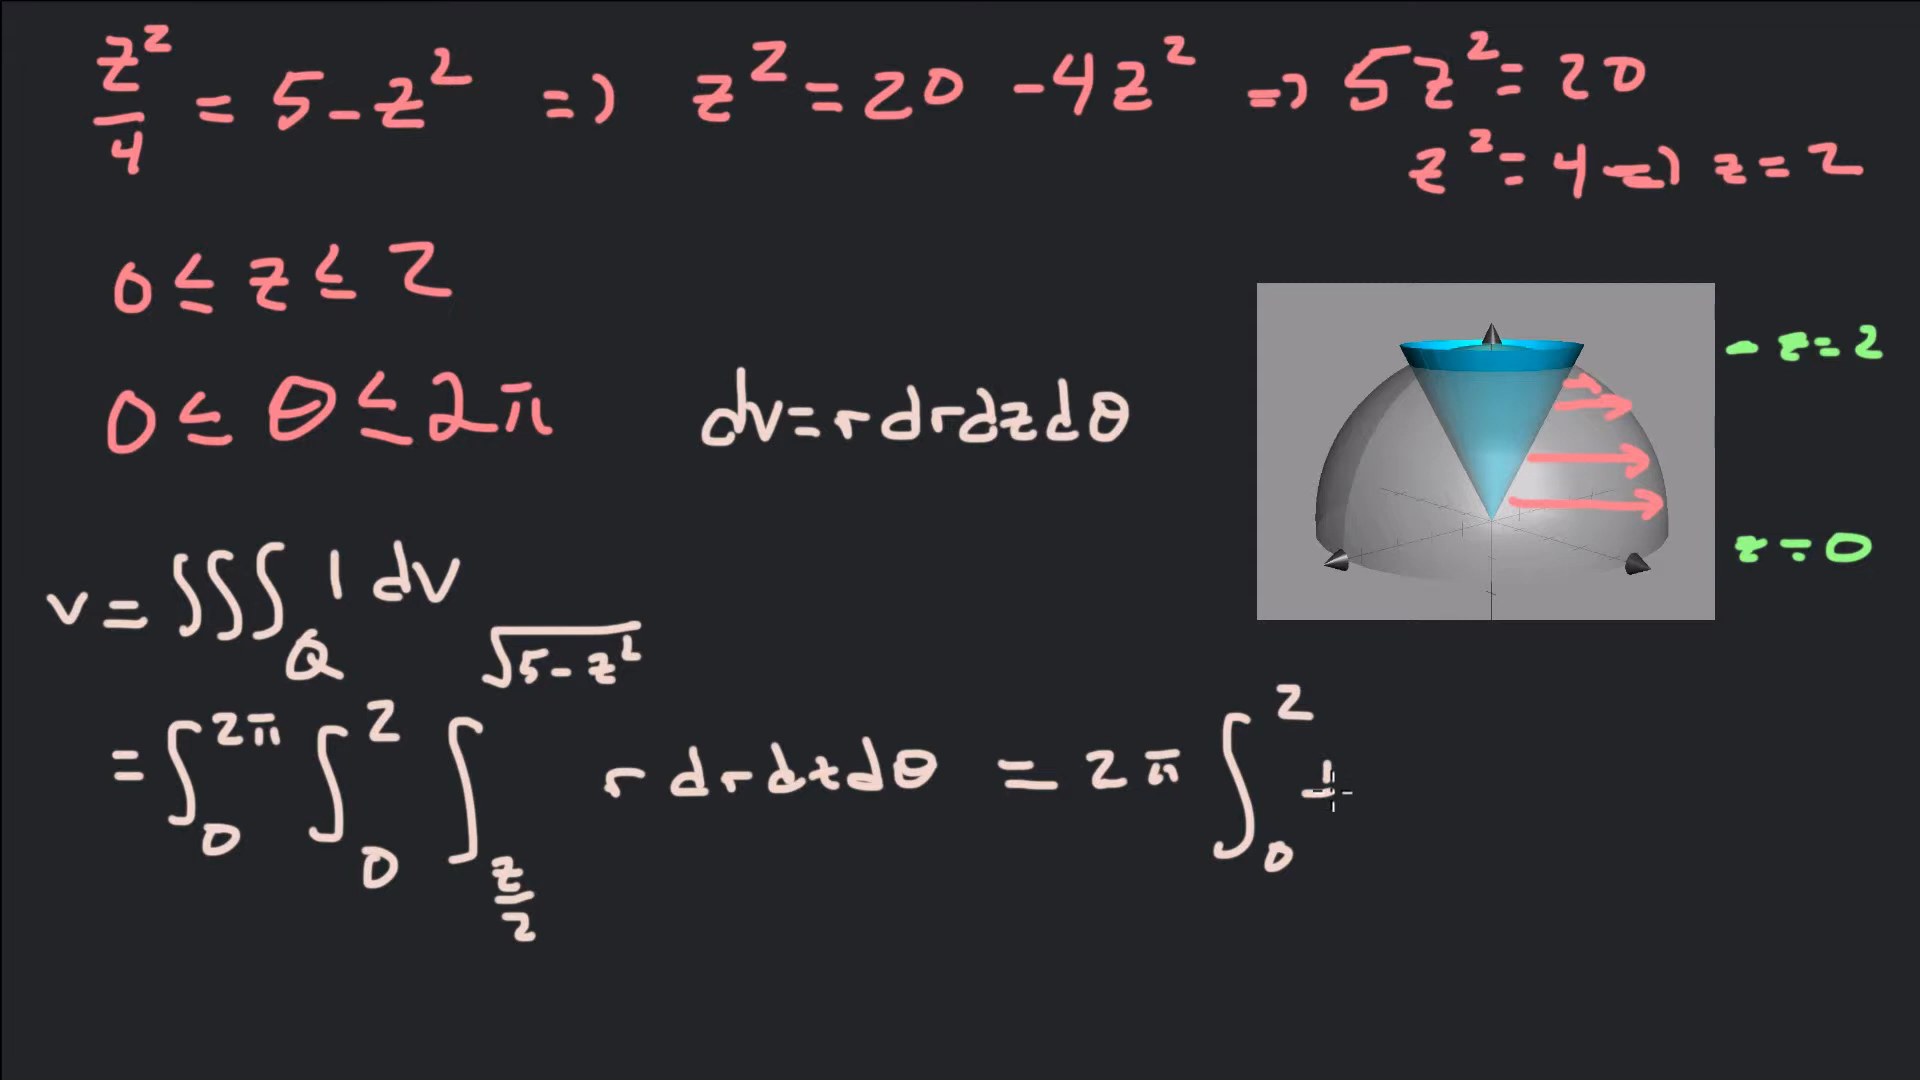 z²/4 = 5 - z² => z² = 20 - 4z² => 5z² = 20
z² = 4 => z = 2
0 ≤ z ≤ 2
- z = 2
0 ≤ θ ≤ 2π
dv = r dr dz dθ
z = 0
v = ∭_Q 1 dv
= ∫_0^{2π} ∫_0^2 ∫_{z/2}^{√(5-z²)} r dr dz dθ = 2π ∫_0^2 1